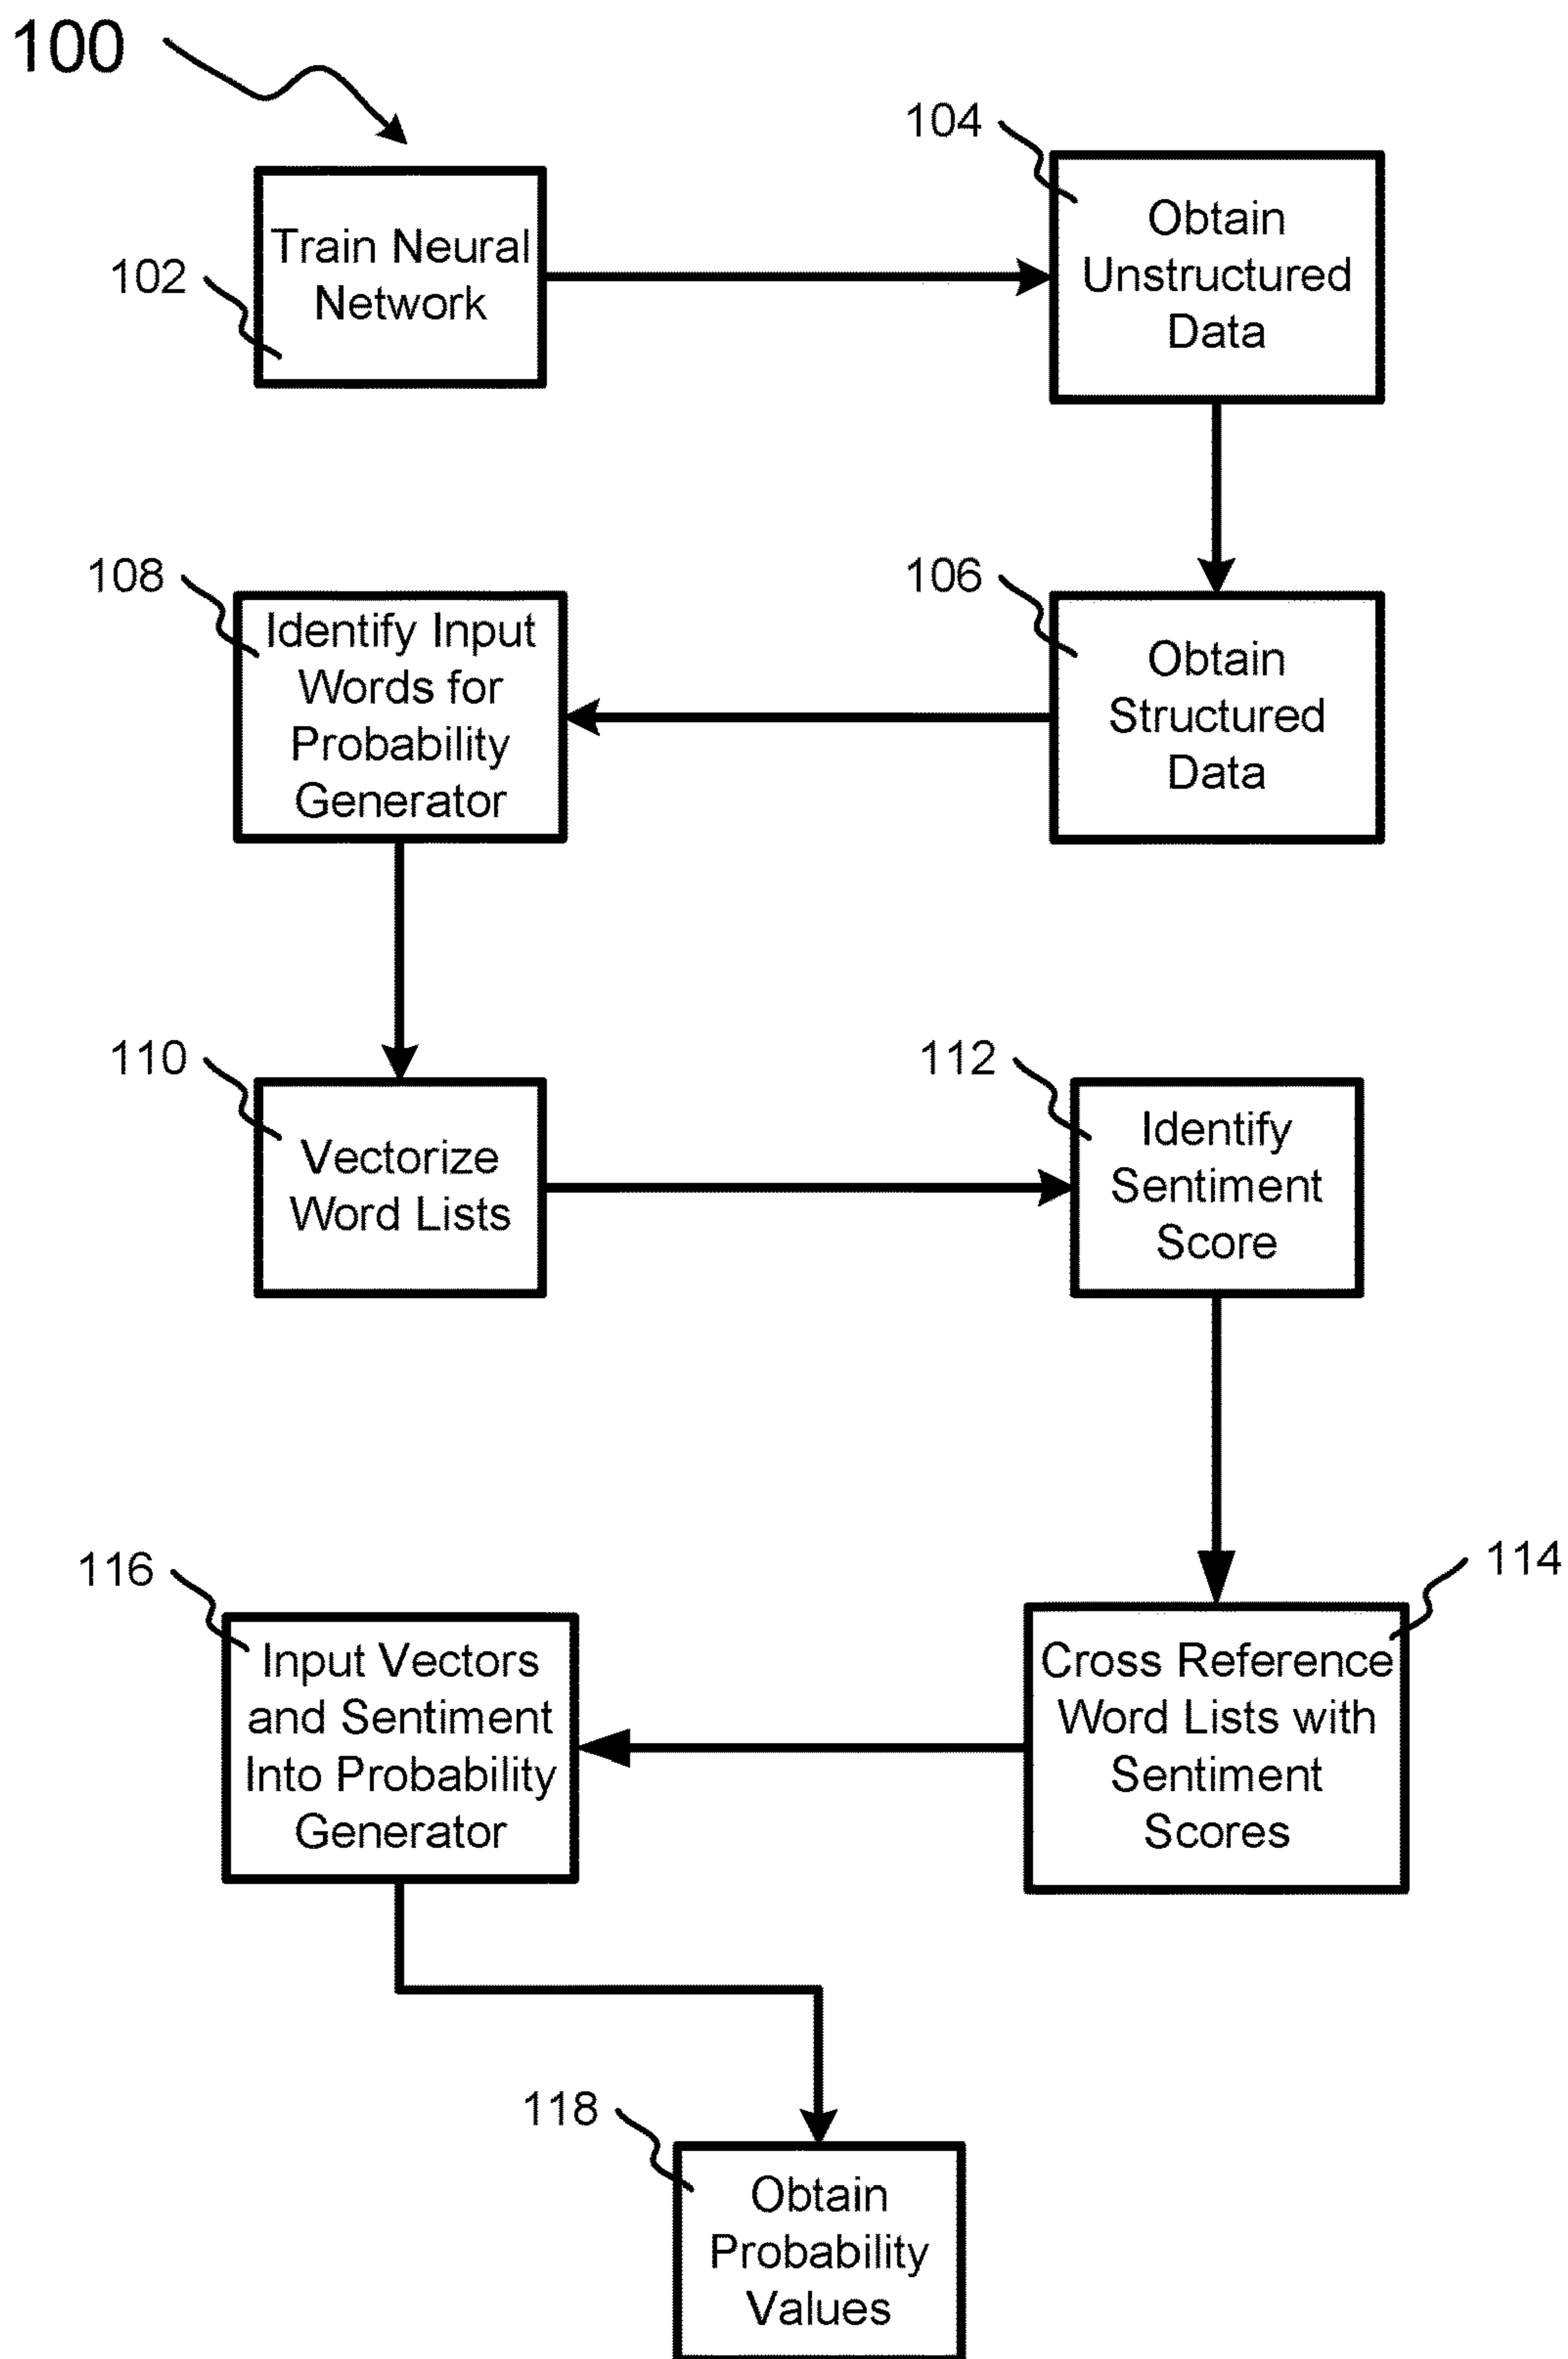 100
102
Train Neural
Network
104
Obtain
Unstructured
Data
106
Obtain
Structured
Data
108
Identify Input
Words for
Probability
Generator
110
Vectorize
Word Lists
112
Identify
Sentiment
Score
114
Cross Reference
Word Lists with
Sentiment
Scores
116
Input Vectors
and Sentiment
Into Probability
Generator
118
Obtain
Probability
Values